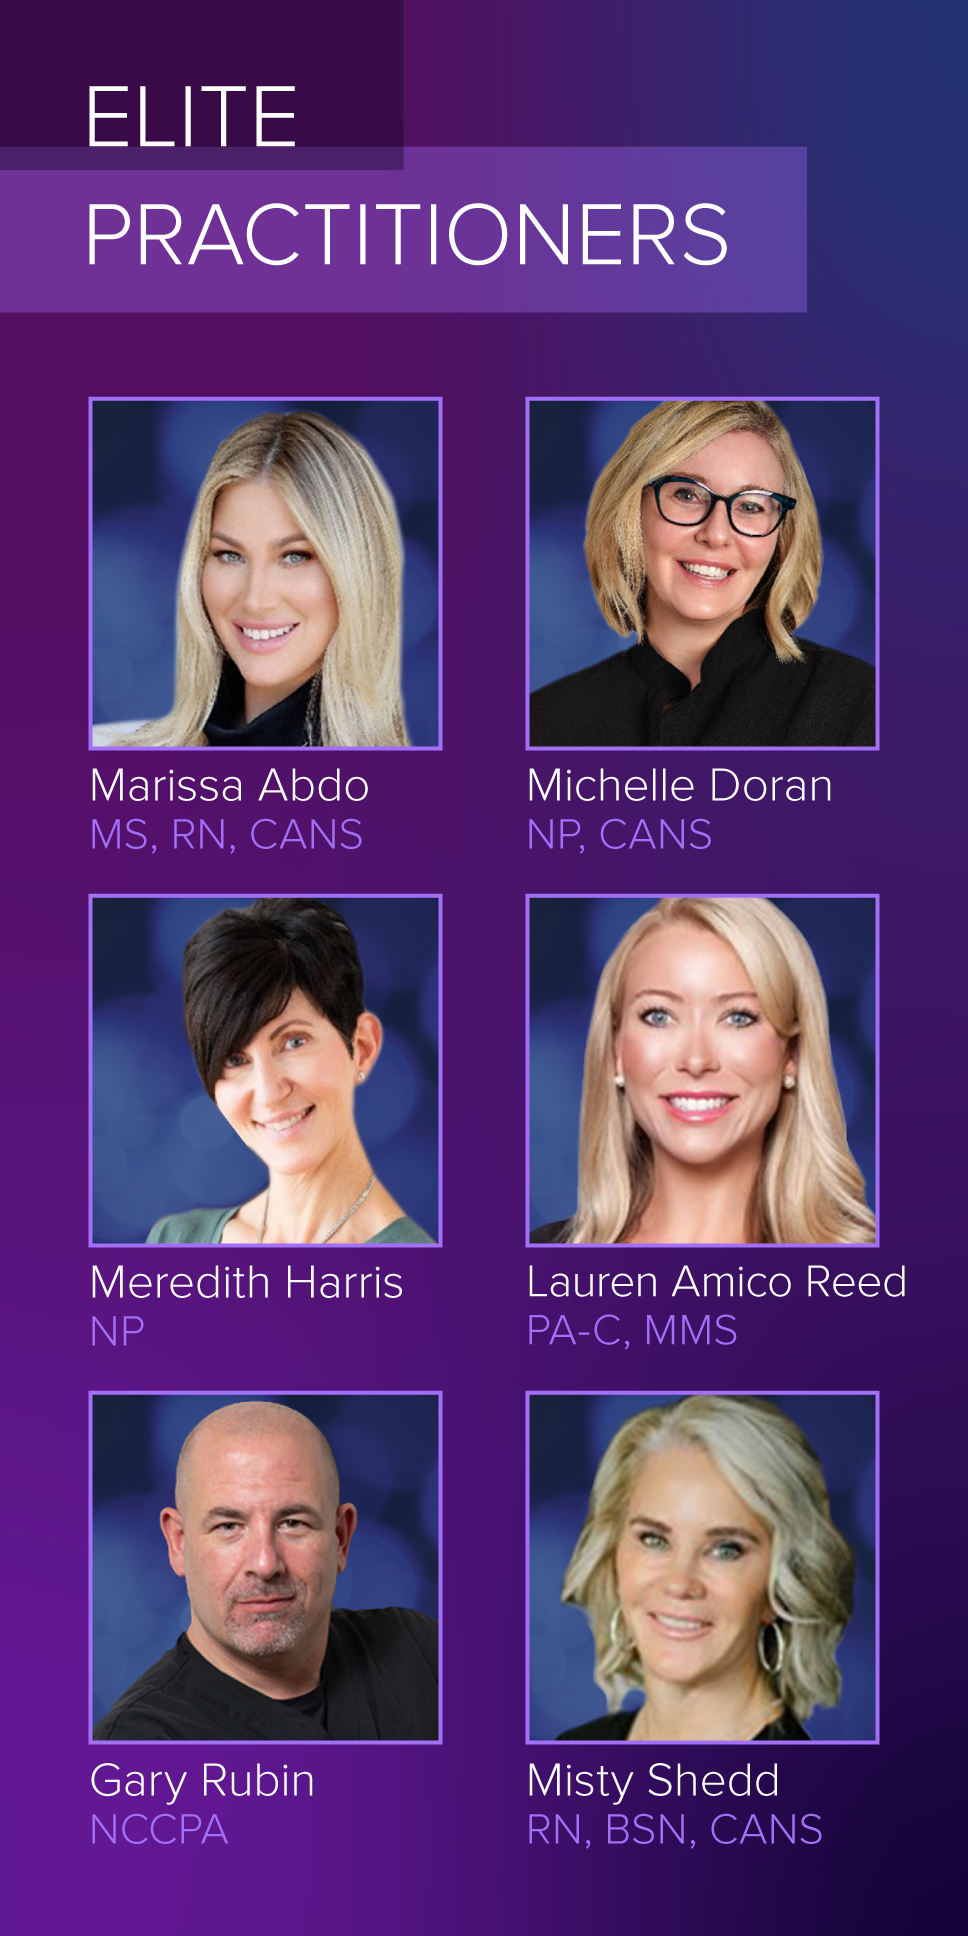 ELITE
PRACTITIONERS
Marissa Abdo
MS, RN, CANS
Michelle Doran
NP, CANS
Meredith Harris
NP
Lauren Amico Reed
PA-C, MMS
Gary Rubin
NCCPA
Misty Shedd
RN, BSN, CANS